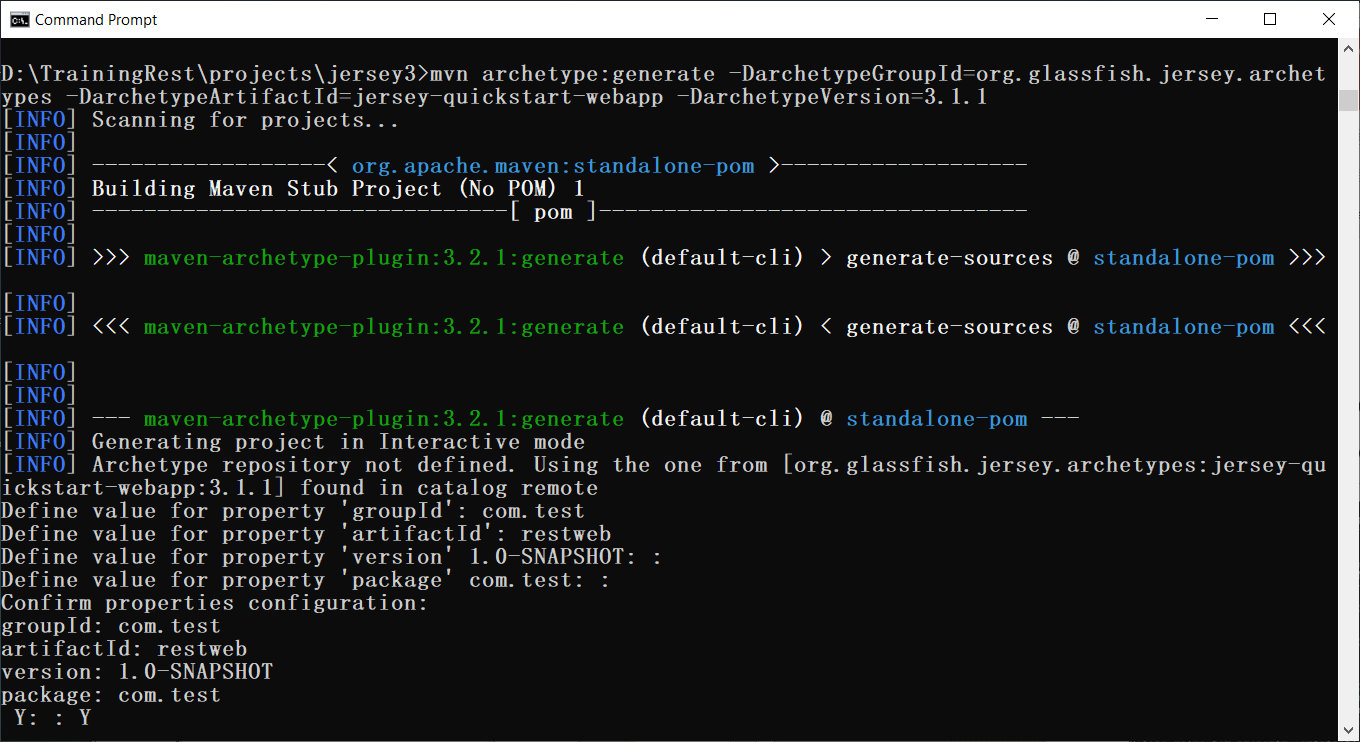 Command Prompt
D:\TrainingRest\projects\jersey3>mvn archetype:generate -DarchetypeGroupId=org.glassfish.jersey.archet
ypes -DarchetypeArtifactId=jersey-quickstart-webapp -DarchetypeVersion=3.1.1
[INFO] Scanning for projects...
[INFO]
[INFO] ------------------< org.apache.maven:standalone-pom >-------------------
[INFO] Building Maven Stub Project (No POM) 1
[INFO] --------------------------------[ pom ]---------------------------------
[INFO]
[INFO] >>> maven-archetype-plugin:3.2.1:generate (default-cli) > generate-sources @ standalone-pom >>>
[INFO]
[INFO] <<< maven-archetype-plugin:3.2.1:generate (default-cli) < generate-sources @ standalone-pom <<<
[INFO]
[INFO]
[INFO] --- maven-archetype-plugin:3.2.1:generate (default-cli) @ standalone-pom ---
[INFO] Generating project in Interactive mode
[INFO] Archetype repository not defined. Using the one from [org.glassfish.jersey.archetypes:jersey-qu
ickstart-webapp:3.1.1] found in catalog remote
Define value for property 'groupId': com.test
Define value for property 'artifactId': restweb
Define value for property 'version' 1.0-SNAPSHOT: :
Define value for property 'package' com.test: :
Confirm properties configuration:
groupId: com.test
artifactId: restweb
version: 1.0-SNAPSHOT
package: com.test
Y: : Y